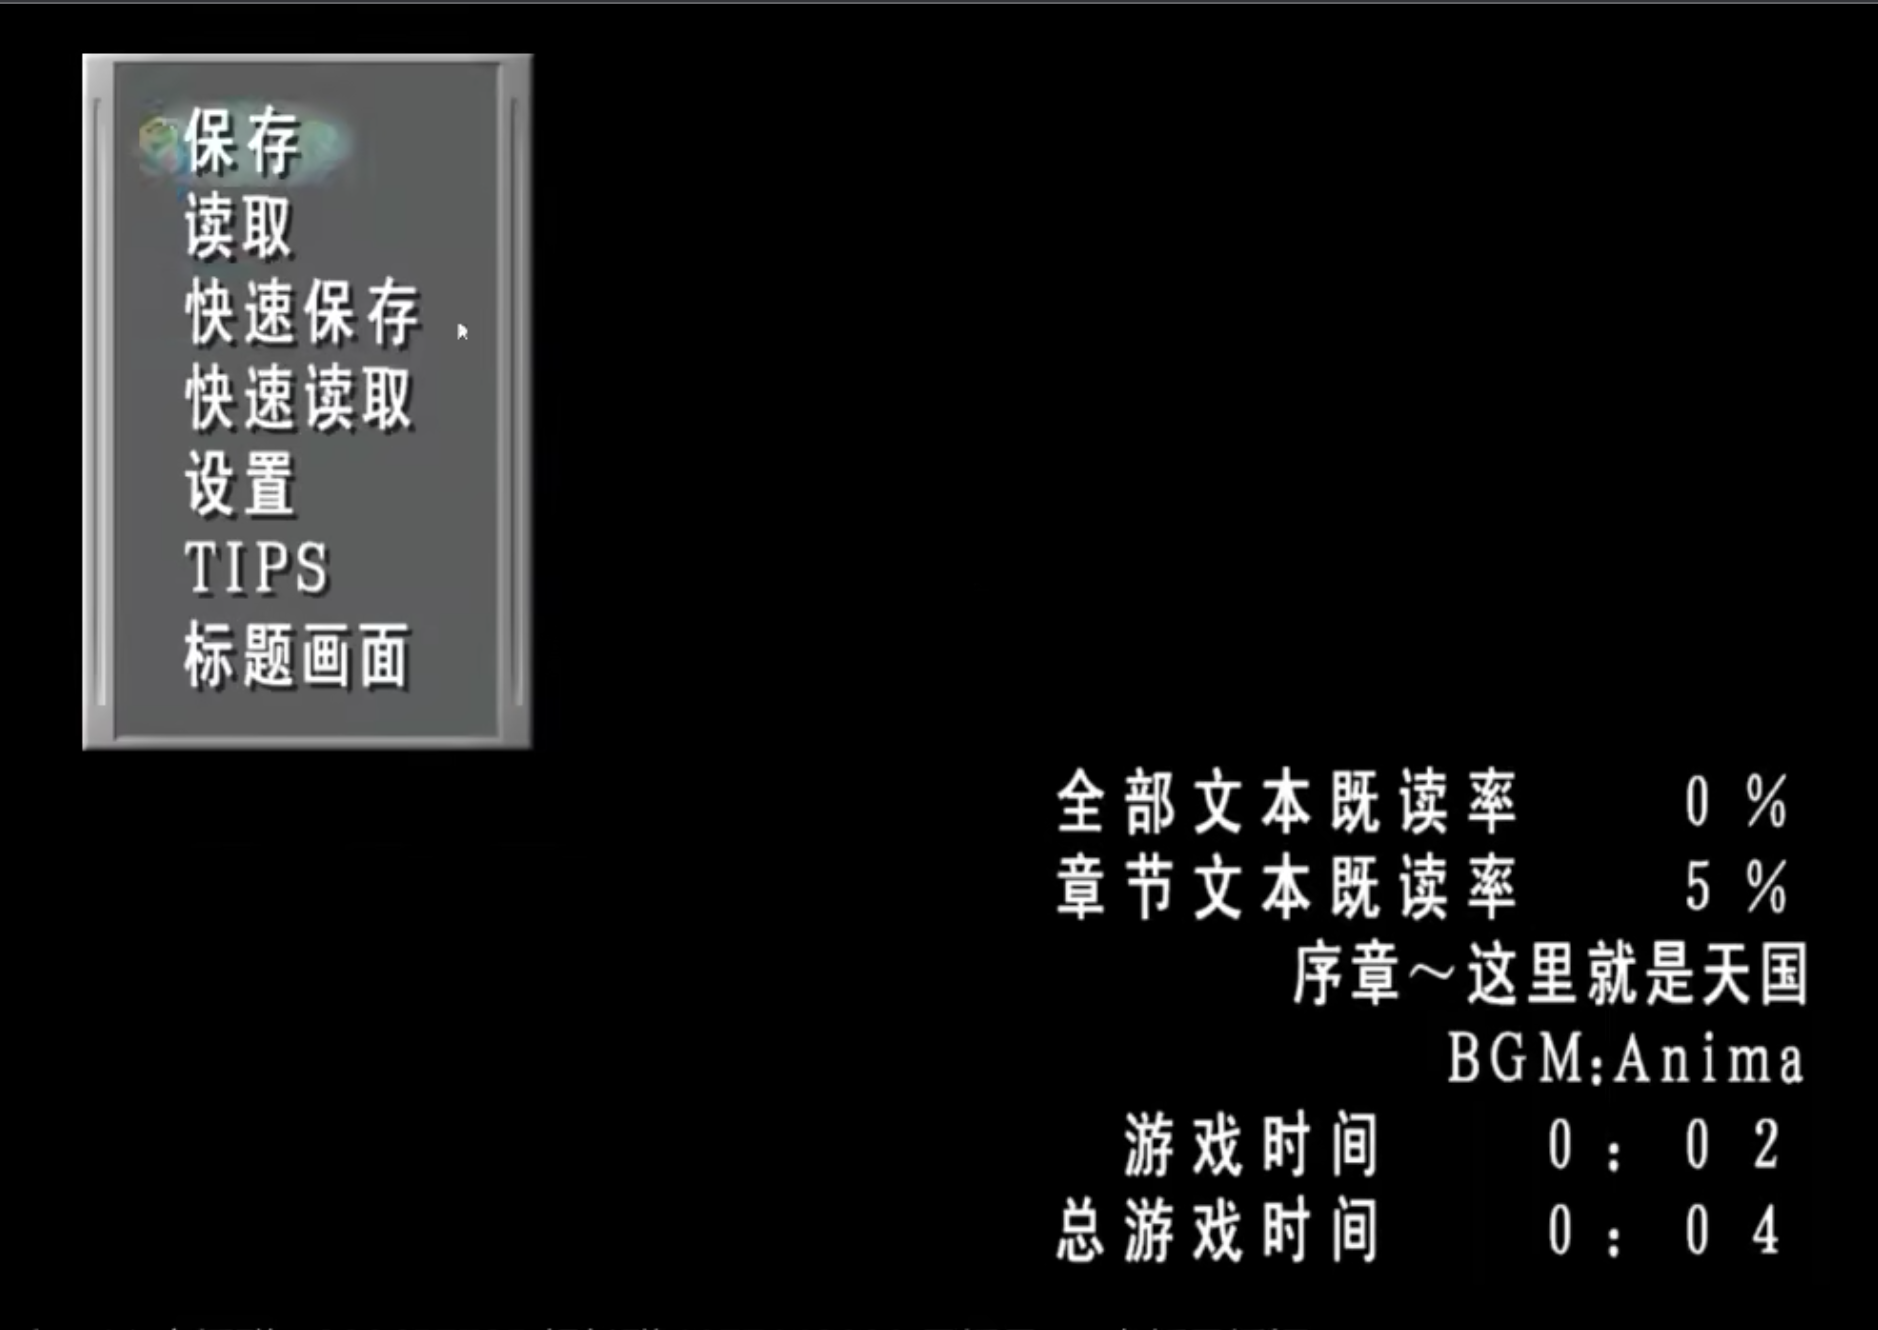 保存
读取
快速保存
快速读取
设置
TIPS
标题画面
全部文本既读率 0 %
章节文本既读率 5 %
序章～这里就是天国
BGM:Anima
游戏时间 0 : 0 2
总游戏时间 0 : 0 4